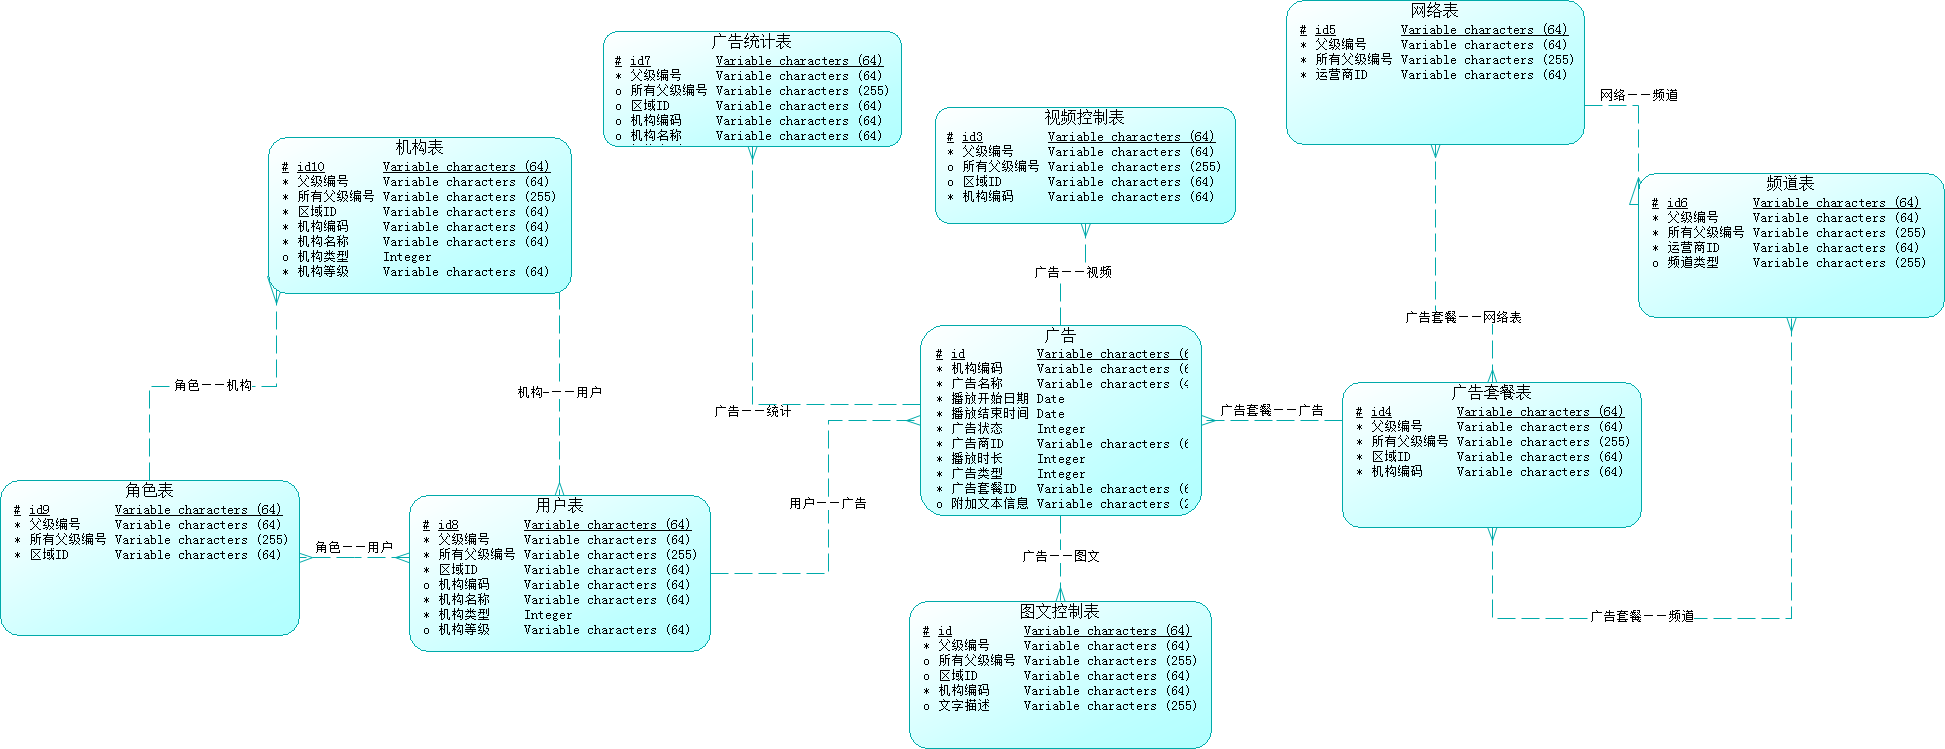 广告统计表
# id7 Variable characters (64)
* 父级编号 Variable characters (64)
o 所有父级编号 Variable characters (255)
o 区域ID Variable characters (64)
o 机构编码 Variable characters (64)
o 机构名称 Variable characters (64)
网络表
# id5 Variable characters (64)
* 父级编号 Variable characters (64)
* 所有父级编号 Variable characters (255)
* 运营商ID Variable characters (64)
网络——频道
视频控制表
# id3 Variable characters (64)
* 父级编号 Variable characters (64)
o 所有父级编号 Variable characters (255)
o 区域ID Variable characters (64)
* 机构编码 Variable characters (64)
机构表
# id10 Variable characters (64)
* 父级编号 Variable characters (64)
* 所有父级编号 Variable characters (255)
* 区域ID Variable characters (64)
* 机构编码 Variable characters (64)
* 机构名称 Variable characters (64)
o 机构类型 Integer
* 机构等级 Variable characters (64)
频道表
# id6 Variable characters (64)
* 父级编号 Variable characters (64)
* 所有父级编号 Variable characters (255)
* 运营商ID Variable characters (64)
o 频道类型 Variable characters (255)
广告——视频
广告套餐——网络表
广告
# id Variable characters (6
* 机构编码 Variable characters (6
* 广告名称 Variable characters (4
* 播放开始日期 Date
* 播放结束时间 Date
* 广告状态 Integer
* 广告商ID Variable characters (6
* 播放时长 Integer
* 广告类型 Integer
* 广告套餐ID Variable characters (6
o 附加文本信息 Variable characters (2
角色——机构
机构——用户
广告——统计
广告套餐——广告
广告套餐表
# id4 Variable characters (64)
* 父级编号 Variable characters (64)
* 所有父级编号 Variable characters (255)
* 区域ID Variable characters (64)
* 机构编码 Variable characters (64)
角色表
# id9 Variable characters (64)
* 父级编号 Variable characters (64)
* 所有父级编号 Variable characters (255)
* 区域ID Variable characters (64)
角色——用户
用户表
# id8 Variable characters (64)
* 父级编号 Variable characters (64)
* 所有父级编号 Variable characters (255)
* 区域ID Variable characters (64)
o 机构编码 Variable characters (64)
* 机构名称 Variable characters (64)
* 机构类型 Integer
o 机构等级 Variable characters (64)
用户——广告
广告——图文
图文控制表
# id Variable characters (64)
* 父级编号 Variable characters (64)
o 所有父级编号 Variable characters (255)
o 区域ID Variable characters (64)
* 机构编码 Variable characters (64)
o 文字描述 Variable characters (255)
广告套餐——频道